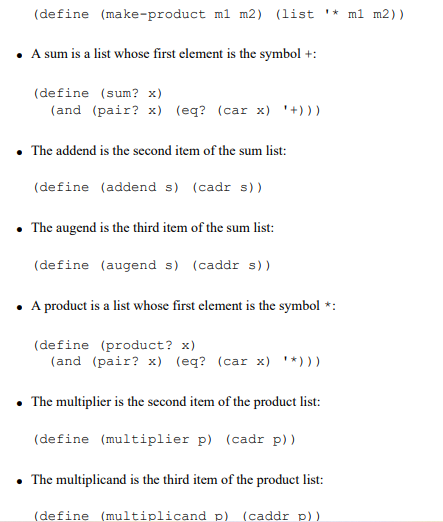 (define (make-product m1 m2) (list '* m1 m2))
• A sum is a list whose first element is the symbol +:
(define (sum? x)
  (and (pair? x) (eq? (car x) '+)))
• The addend is the second item of the sum list:
(define (addend s) (cadr s))
• The augend is the third item of the sum list:
(define (augend s) (caddr s))
• A product is a list whose first element is the symbol *:
(define (product? x)
  (and (pair? x) (eq? (car x) '*)))
• The multiplier is the second item of the product list:
(define (multiplier p) (cadr p))
• The multiplicand is the third item of the product list:
(define (multiplicand p) (caddr p))